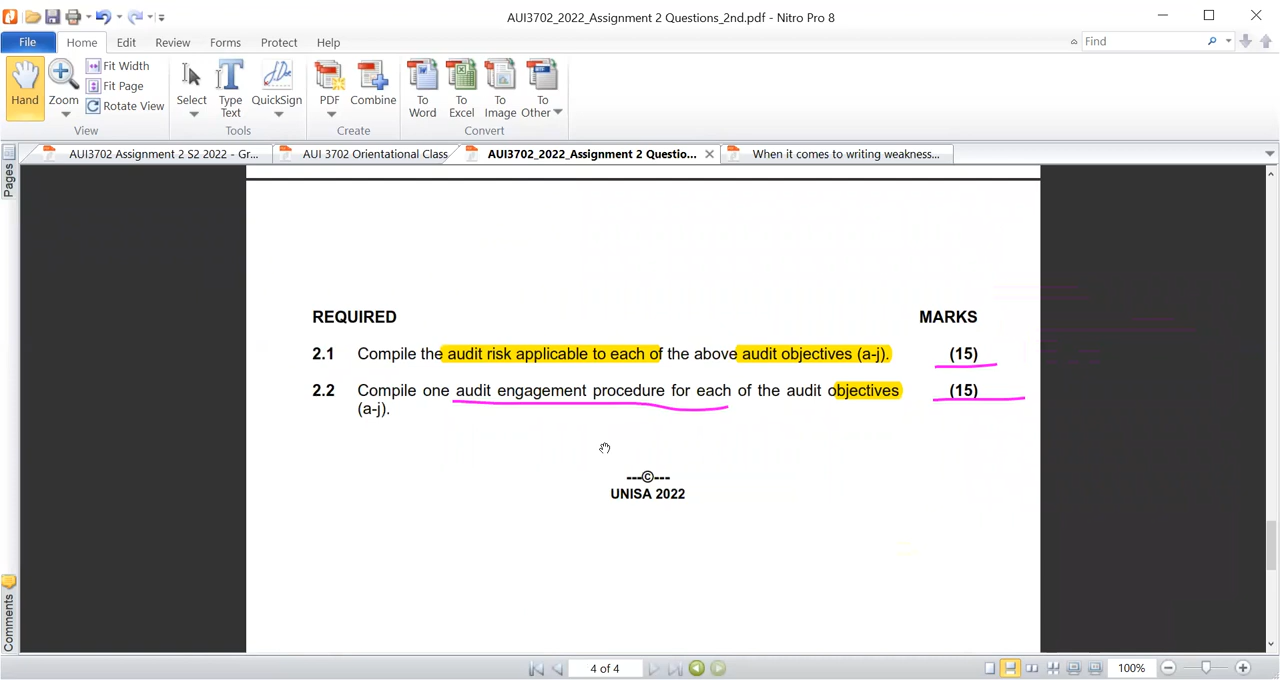 AUI3702_2022_Assignment 2 Questions_2nd.pdf - Nitro Pro 8
File Home Edit Review Forms Protect Help Find
Fit Width
Fit Page
Rotate View
Hand Zoom Select Type Text QuickSign PDF Combine To Word To Excel To Image To Other
View Tools Create Convert
AUI3702 Assignment 2 S2 2022 - Gr... AUI 3702 Orientational Class AUI3702_2022_Assignment 2 Questio... When it comes to writing weakness...
Pages
REQUIRED MARKS
2.1 Compile the audit risk applicable to each of the above audit objectives (a-j). (15)
2.2 Compile one audit engagement procedure for each of the audit objectives (15)
(a-j).
---©---
UNISA 2022
Comments
4 of 4 100%